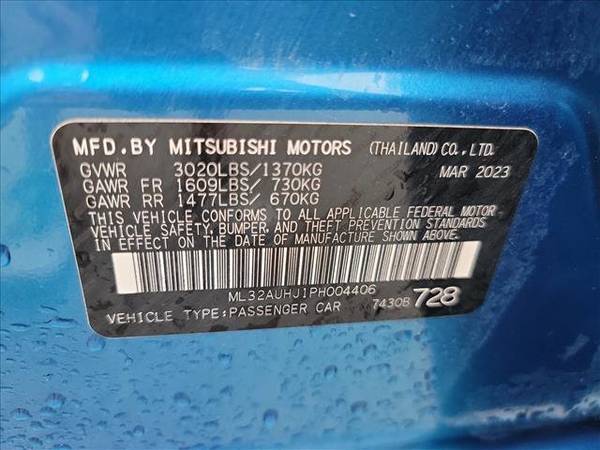 MFD. BY MITSUBISHI MOTORS (THAILAND) CO., LTD.
GVWR 3020LBS/1370KG MAR 2023
GAWR FR 1609LBS/ 730KG
GAWR RR 1477LBS/ 670KG
THIS VEHICLE CONFORMS TO ALL APPLICABLE FEDERAL MOTOR
VEHICLE SAFETY, BUMPER, AND THEFT PREVENTION STANDARDS
IN EFFECT ON THE DATE OF MANUFACTURE SHOWN ABOVE.
ML32AUHJ1PH004406
VEHICLE TYPE:PASSENGER CAR 7430B 728